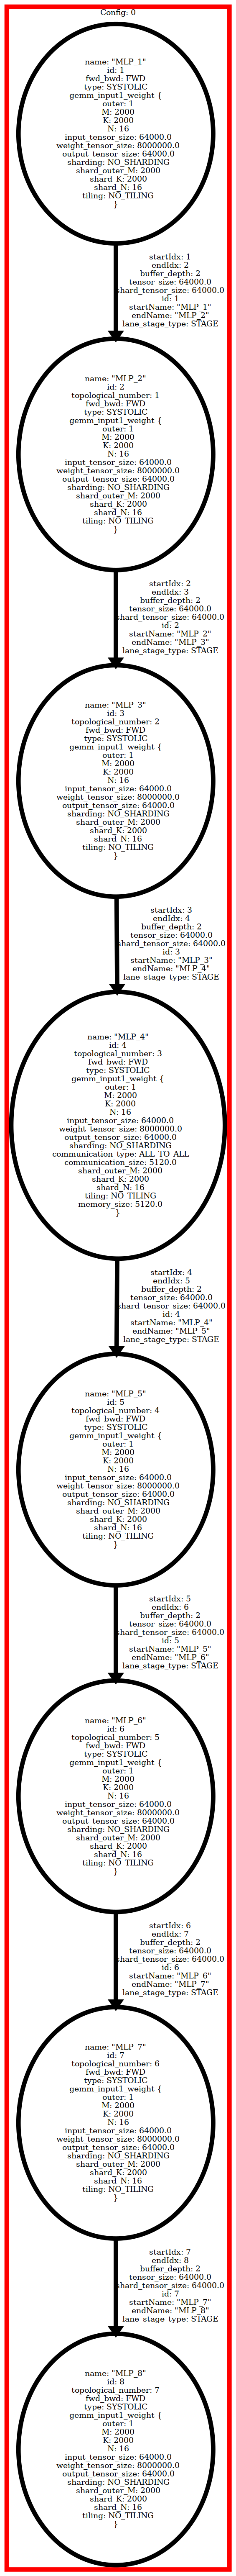 Config: 0
name: "MLP_1"
id: 1
fwd_bwd: FWD
type: SYSTOLIC
gemm_input1_weight {
outer: 1
M: 2000
K: 2000
N: 16
input_tensor_size: 64000.0
weight_tensor_size: 8000000.0
output_tensor_size: 64000.0
sharding: NO_SHARDING
shard_outer_M: 2000
shard_K: 2000
shard_N: 16
tiling: NO_TILING
}
startIdx: 1
endIdx: 2
buffer_depth: 2
tensor_size: 64000.0
shard_tensor_size: 64000.0
id: 1
startName: "MLP_1"
endName: "MLP_2"
lane_stage_type: STAGE
name: "MLP_2"
id: 2
topological_number: 1
fwd_bwd: FWD
type: SYSTOLIC
gemm_input1_weight {
outer: 1
M: 2000
K: 2000
N: 16
input_tensor_size: 64000.0
weight_tensor_size: 8000000.0
output_tensor_size: 64000.0
sharding: NO_SHARDING
shard_outer_M: 2000
shard_K: 2000
shard_N: 16
tiling: NO_TILING
}
startIdx: 2
endIdx: 3
buffer_depth: 2
tensor_size: 64000.0
shard_tensor_size: 64000.0
id: 2
startName: "MLP_2"
endName: "MLP_3"
lane_stage_type: STAGE
name: "MLP_3"
id: 3
topological_number: 2
fwd_bwd: FWD
type: SYSTOLIC
gemm_input1_weight {
outer: 1
M: 2000
K: 2000
N: 16
input_tensor_size: 64000.0
weight_tensor_size: 8000000.0
output_tensor_size: 64000.0
sharding: NO_SHARDING
shard_outer_M: 2000
shard_K: 2000
shard_N: 16
tiling: NO_TILING
}
startIdx: 3
endIdx: 4
buffer_depth: 2
tensor_size: 64000.0
shard_tensor_size: 64000.0
id: 3
startName: "MLP_3"
endName: "MLP_4"
lane_stage_type: STAGE
name: "MLP_4"
id: 4
topological_number: 3
fwd_bwd: FWD
type: SYSTOLIC
gemm_input1_weight {
outer: 1
M: 2000
K: 2000
N: 16
input_tensor_size: 64000.0
weight_tensor_size: 8000000.0
output_tensor_size: 64000.0
sharding: NO_SHARDING
communication_type: ALL_TO_ALL
communication_size: 5120.0
shard_outer_M: 2000
shard_K: 2000
shard_N: 16
tiling: NO_TILING
memory_size: 5120.0
}
startIdx: 4
endIdx: 5
buffer_depth: 2
tensor_size: 64000.0
shard_tensor_size: 64000.0
id: 4
startName: "MLP_4"
endName: "MLP_5"
lane_stage_type: STAGE
name: "MLP_5"
id: 5
topological_number: 4
fwd_bwd: FWD
type: SYSTOLIC
gemm_input1_weight {
outer: 1
M: 2000
K: 2000
N: 16
input_tensor_size: 64000.0
weight_tensor_size: 8000000.0
output_tensor_size: 64000.0
sharding: NO_SHARDING
shard_outer_M: 2000
shard_K: 2000
shard_N: 16
tiling: NO_TILING
}
startIdx: 5
endIdx: 6
buffer_depth: 2
tensor_size: 64000.0
shard_tensor_size: 64000.0
id: 5
startName: "MLP_5"
endName: "MLP_6"
lane_stage_type: STAGE
name: "MLP_6"
id: 6
topological_number: 5
fwd_bwd: FWD
type: SYSTOLIC
gemm_input1_weight {
outer: 1
M: 2000
K: 2000
N: 16
input_tensor_size: 64000.0
weight_tensor_size: 8000000.0
output_tensor_size: 64000.0
sharding: NO_SHARDING
shard_outer_M: 2000
shard_K: 2000
shard_N: 16
tiling: NO_TILING
}
startIdx: 6
endIdx: 7
buffer_depth: 2
tensor_size: 64000.0
shard_tensor_size: 64000.0
id: 6
startName: "MLP_6"
endName: "MLP_7"
lane_stage_type: STAGE
name: "MLP_7"
id: 7
topological_number: 6
fwd_bwd: FWD
type: SYSTOLIC
gemm_input1_weight {
outer: 1
M: 2000
K: 2000
N: 16
input_tensor_size: 64000.0
weight_tensor_size: 8000000.0
output_tensor_size: 64000.0
sharding: NO_SHARDING
shard_outer_M: 2000
shard_K: 2000
shard_N: 16
tiling: NO_TILING
}
startIdx: 7
endIdx: 8
buffer_depth: 2
tensor_size: 64000.0
shard_tensor_size: 64000.0
id: 7
startName: "MLP_7"
endName: "MLP_8"
lane_stage_type: STAGE
name: "MLP_8"
id: 8
topological_number: 7
fwd_bwd: FWD
type: SYSTOLIC
gemm_input1_weight {
outer: 1
M: 2000
K: 2000
N: 16
input_tensor_size: 64000.0
weight_tensor_size: 8000000.0
output_tensor_size: 64000.0
sharding: NO_SHARDING
shard_outer_M: 2000
shard_K: 2000
shard_N: 16
tiling: NO_TILING
}